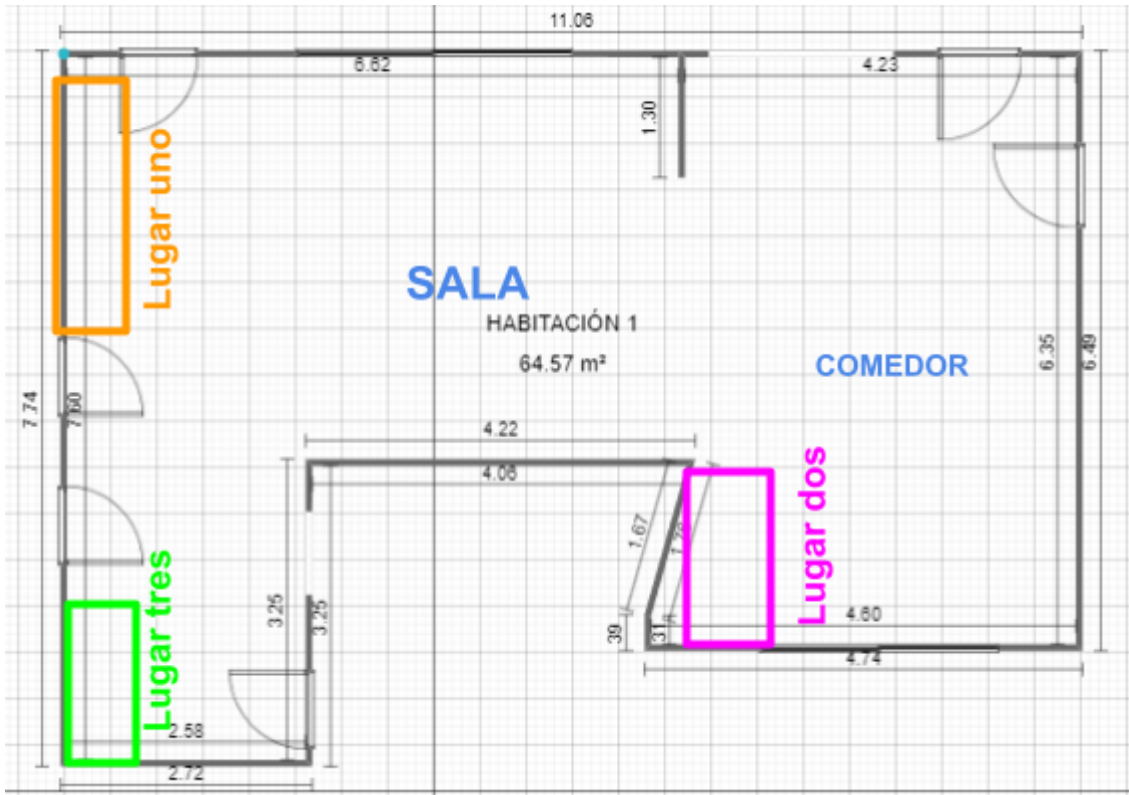 11.06
6.62
4.23
1.30
Lugar uno
SALA
HABITACIÓN 1
64.57 m²
COMEDOR
6.35
6.49
7.74
7.60
4.22
4.06
1.67
Lugar dos
Lugar tres
3.25
3.25
39
31
4.60
4.74
2.58
2.72